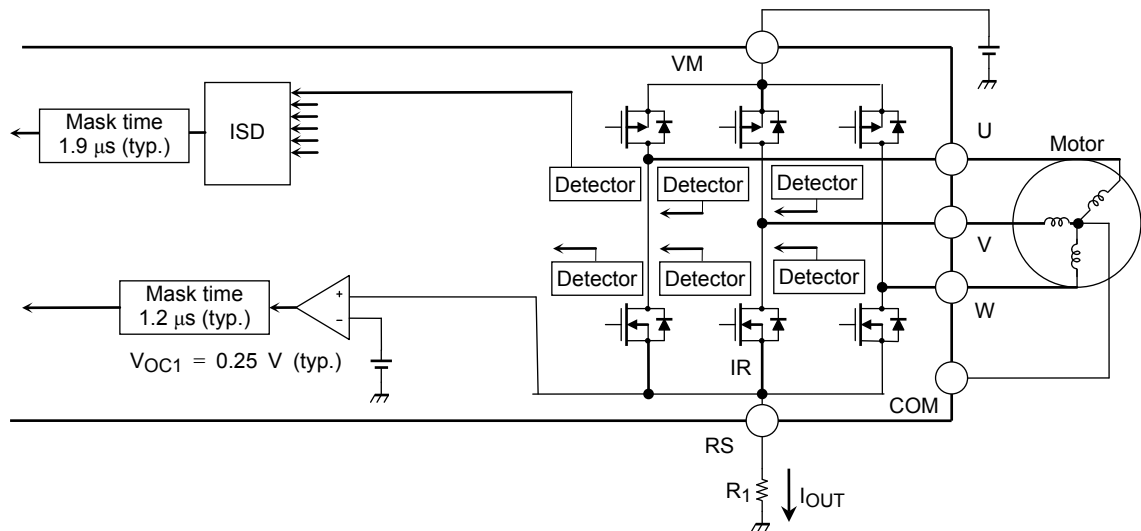 VM
Mask time
1.9 μs (typ.)
ISD
U
Motor
Detector
Detector
Detector
V
Detector
Detector
Detector
W
Mask time
1.2 μs (typ.)
+
−
VOC1 = 0.25 V (typ.)
IR
COM
RS
R1
IOUT